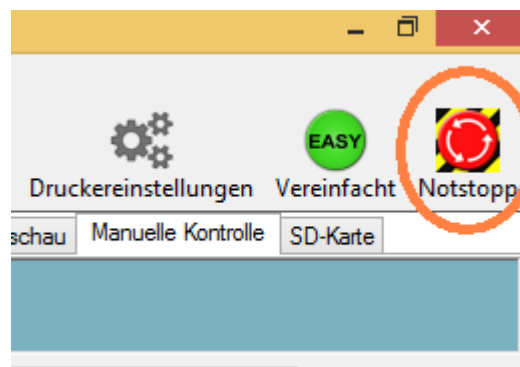 EASY
Druckereinstellungen Vereinfacht Notstopp
schau Manuelle Kontrolle SD-Karte